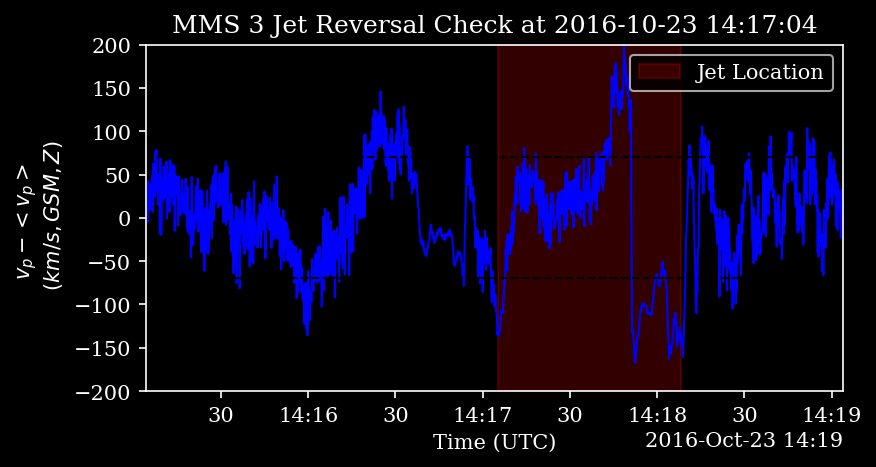 MMS 3 Jet Reversal Check at 2016-10-23 14:17:04
Jet Location
200
150
100
50
0
−50
−100
−150
−200
v_p − < v_p >
(km/s, GSM, Z)
30
14:16
30
14:17
30
14:18
30
14:19
Time (UTC)
2016-Oct-23 14:19